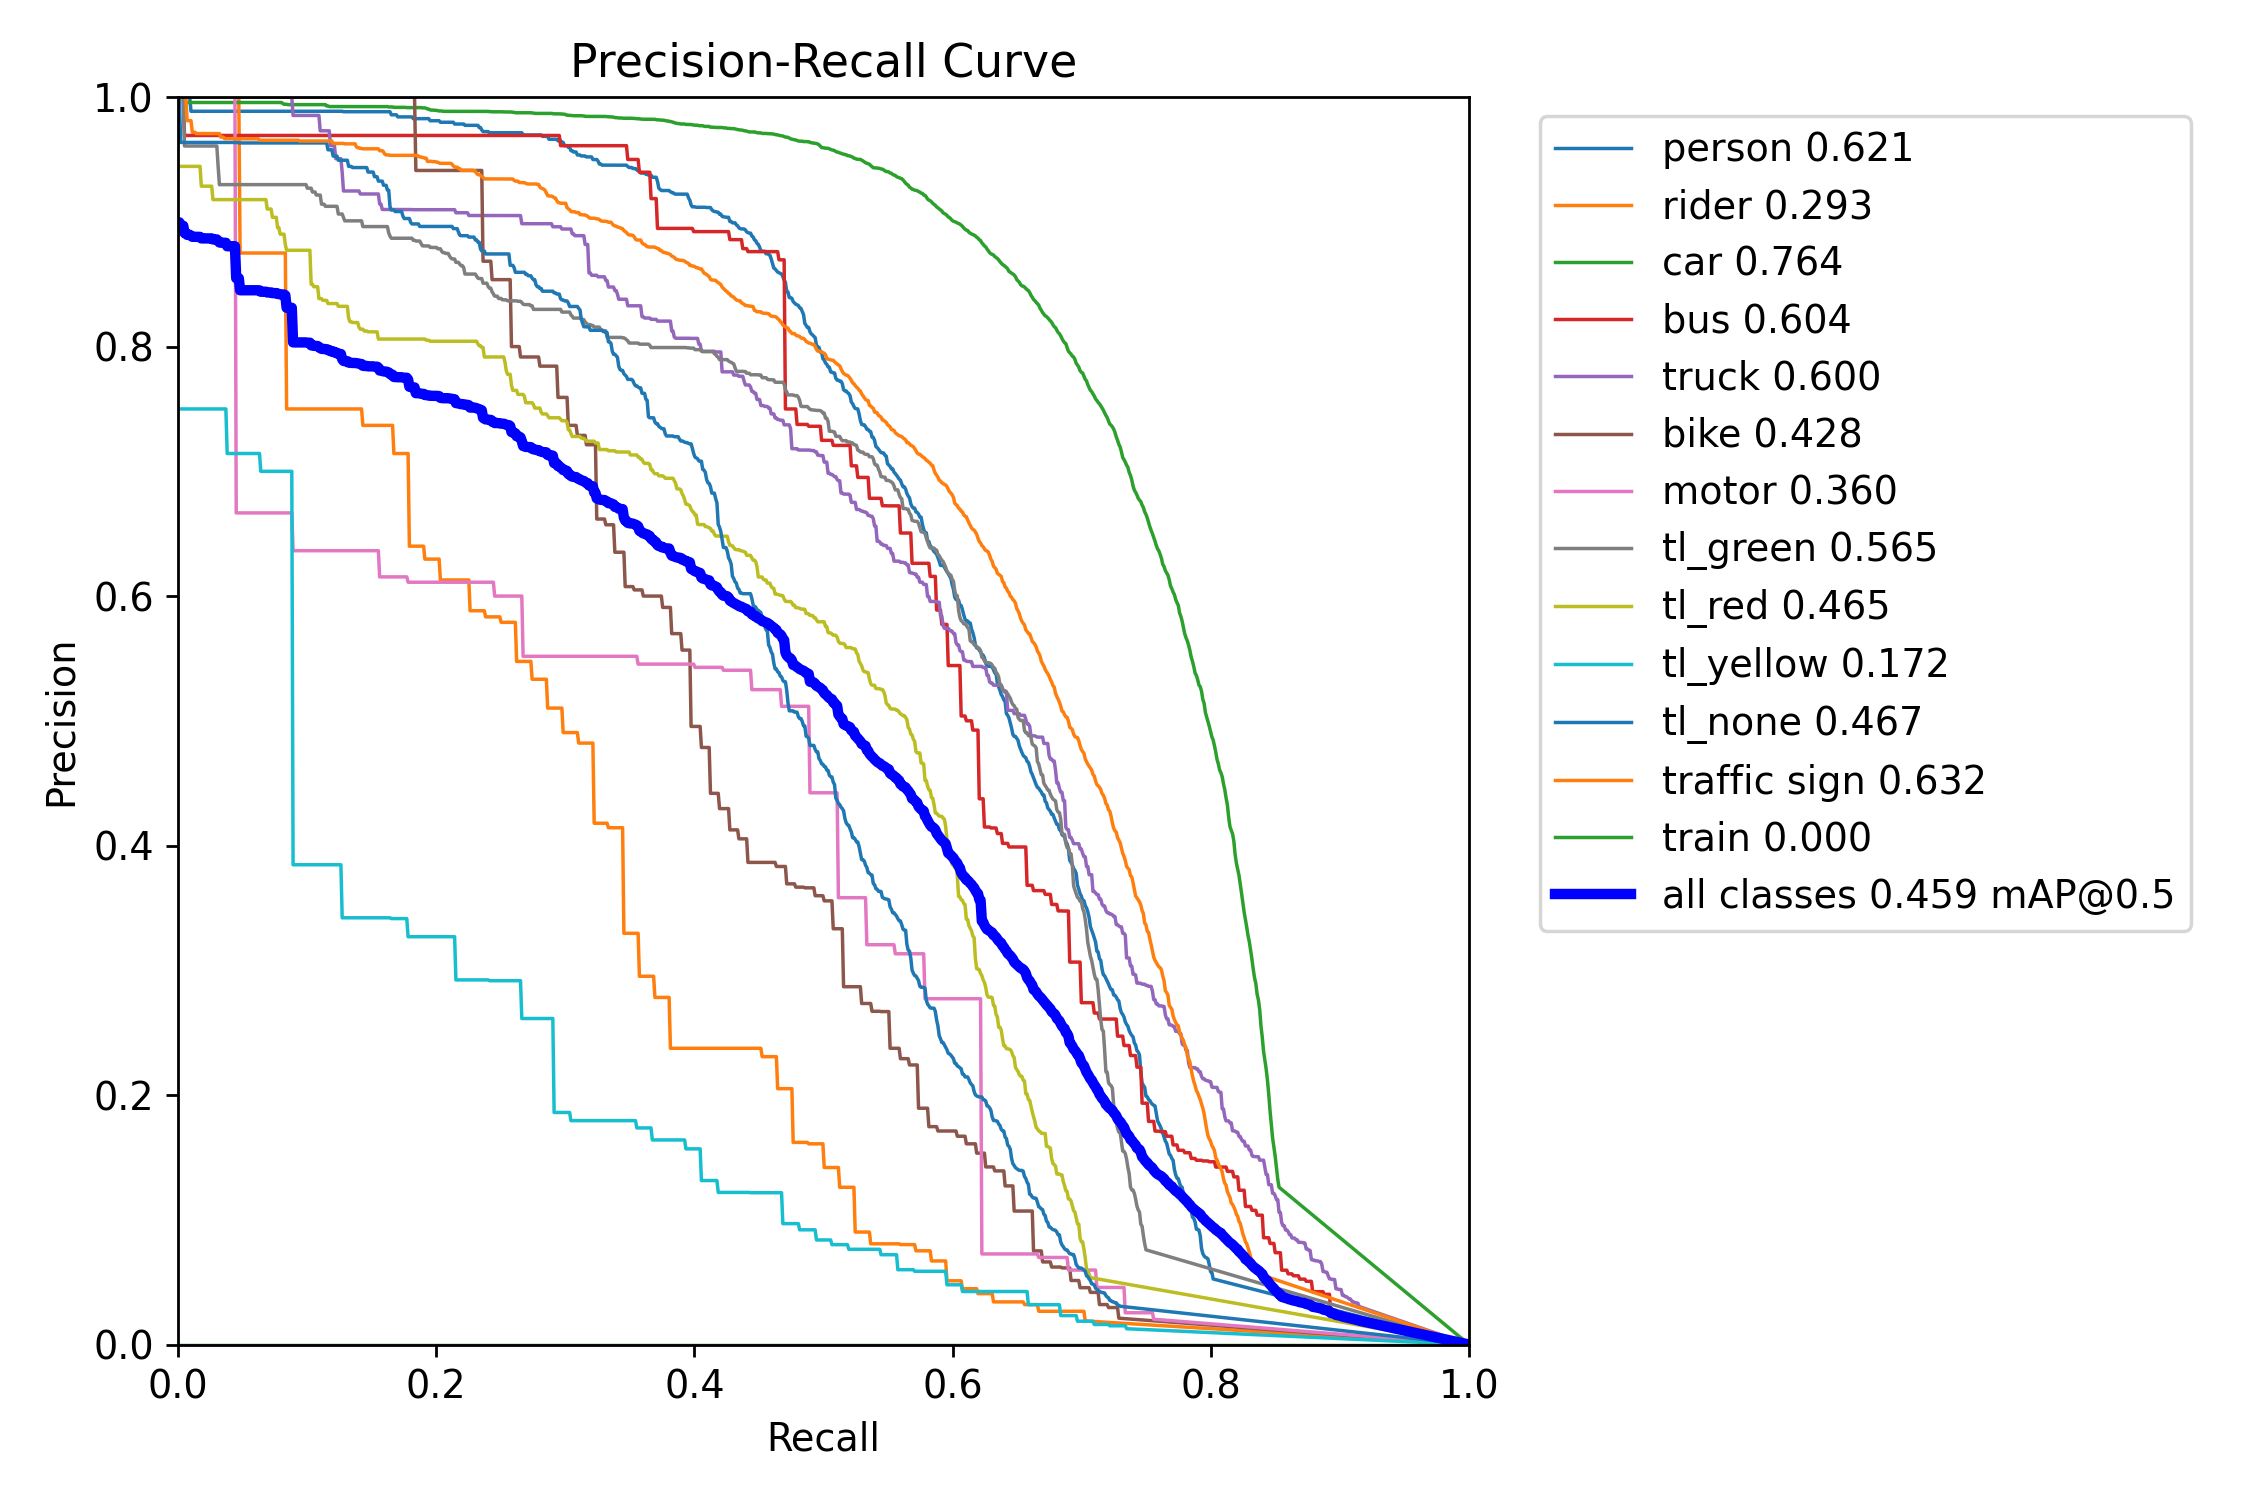 Precision-Recall Curve
1.0
0.8
0.6
0.4
0.2
0.0
Precision
0.0 0.2 0.4 0.6 0.8 1.0
Recall
person 0.621
rider 0.293
car 0.764
bus 0.604
truck 0.600
bike 0.428
motor 0.360
tl_green 0.565
tl_red 0.465
tl_yellow 0.172
tl_none 0.467
traffic sign 0.632
train 0.000
all classes 0.459 mAP@0.5